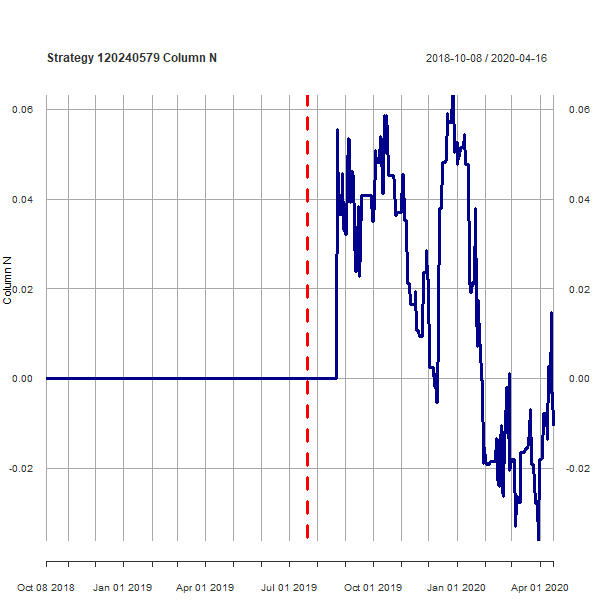 Strategy 120240579 Column N 2018-10-08 / 2020-04-16
0.06 0.06
0.04 0.04
0.02 0.02
0.00 0.00
-0.02 -0.02
Column N
Oct 08 2018 Jan 01 2019 Apr 01 2019 Jul 01 2019 Oct 01 2019 Jan 01 2020 Apr 01 2020